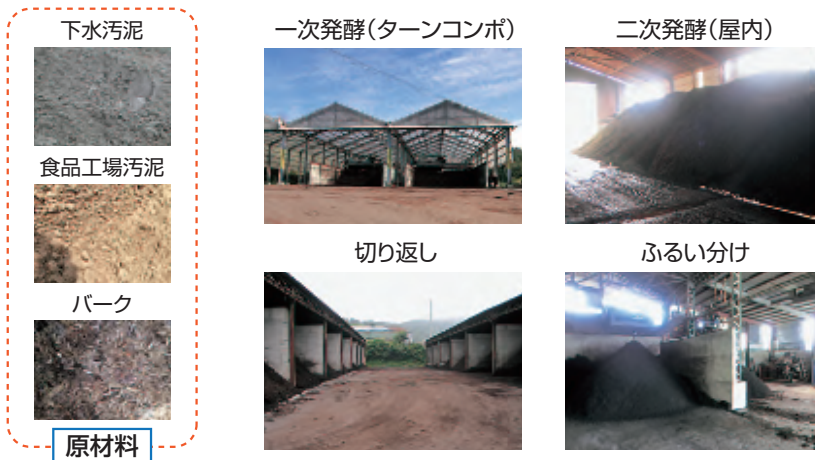 下水汚泥
食品工場汚泥
バーク
原材料
一次発酵(ターンコンポ)
二次発酵(屋内)
切り返し
ふるい分け